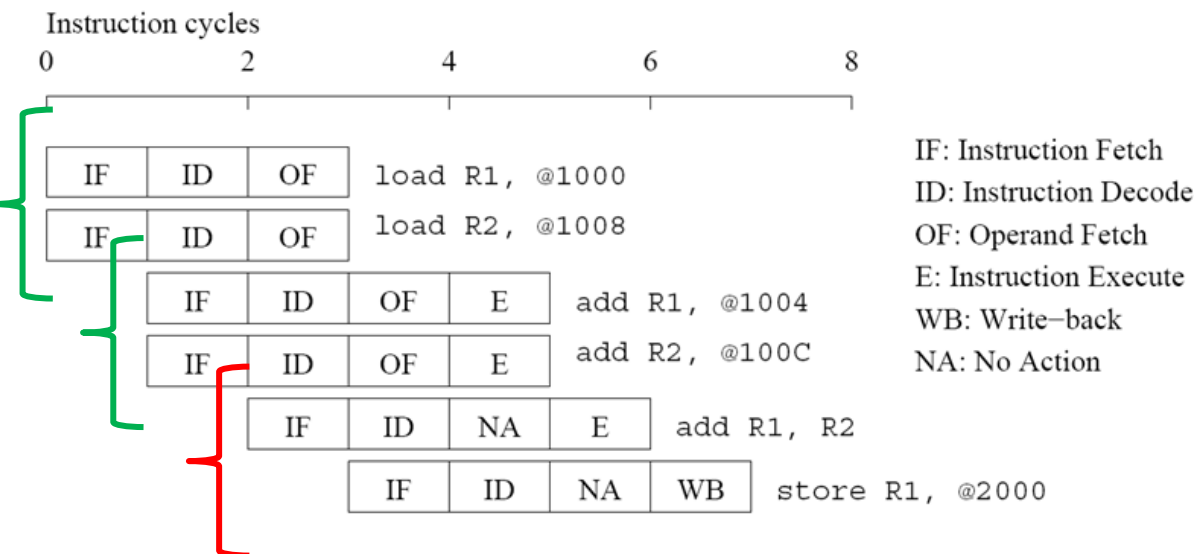 Instruction cycles
0 2 4 6 8
IF ID OF load R1, @1000
IF ID OF load R2, @1008
IF ID OF E add R1, @1004
IF ID OF E add R2, @100C
IF ID NA E add R1, R2
IF ID NA WB store R1, @2000
IF: Instruction Fetch
ID: Instruction Decode
OF: Operand Fetch
E: Instruction Execute
WB: Write−back
NA: No Action